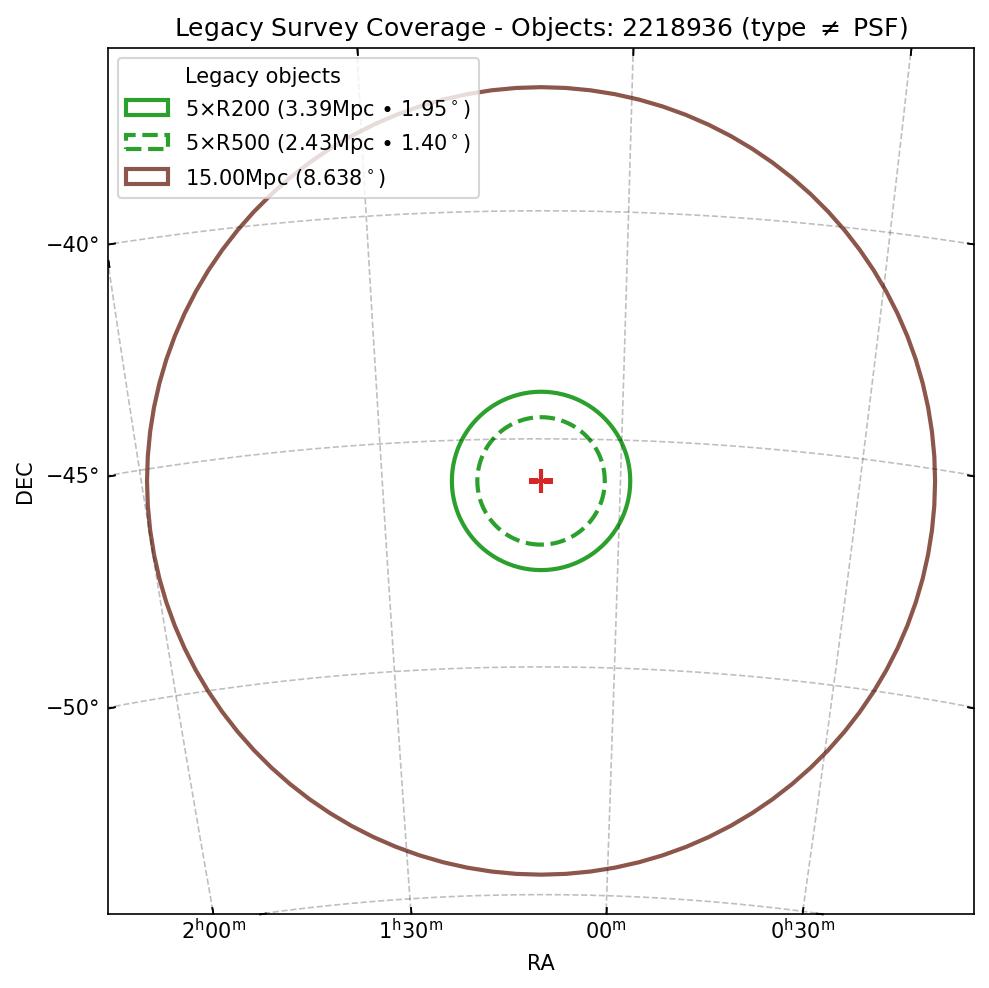 Legacy Survey Coverage - Objects: 2218936 (type ≠ PSF)
Legacy objects
5×R200 (3.39Mpc • 1.95°)
5×R500 (2.43Mpc • 1.40°)
15.00Mpc (8.638°)
−40°
−45°
−50°
DEC
2ʰ00ᵐ 1ʰ30ᵐ 00ᵐ 0ʰ30ᵐ
RA